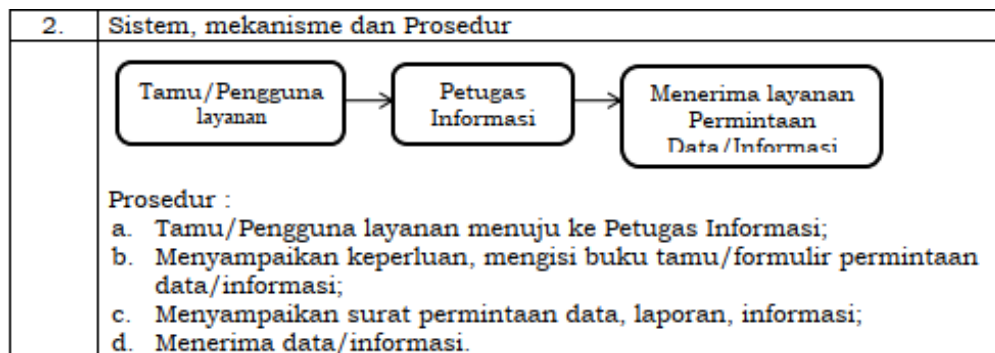 2. Sistem, mekanisme dan Prosedur
Tamu/Pengguna
layanan
Petugas
Informasi
Menerima layanan
Permintaan
Data/Informasi
Prosedur :
a. Tamu/Pengguna layanan menuju ke Petugas Informasi;
b. Menyampaikan keperluan, mengisi buku tamu/formulir permintaan
data/informasi;
c. Menyampaikan surat permintaan data, laporan, informasi;
d. Menerima data/informasi.